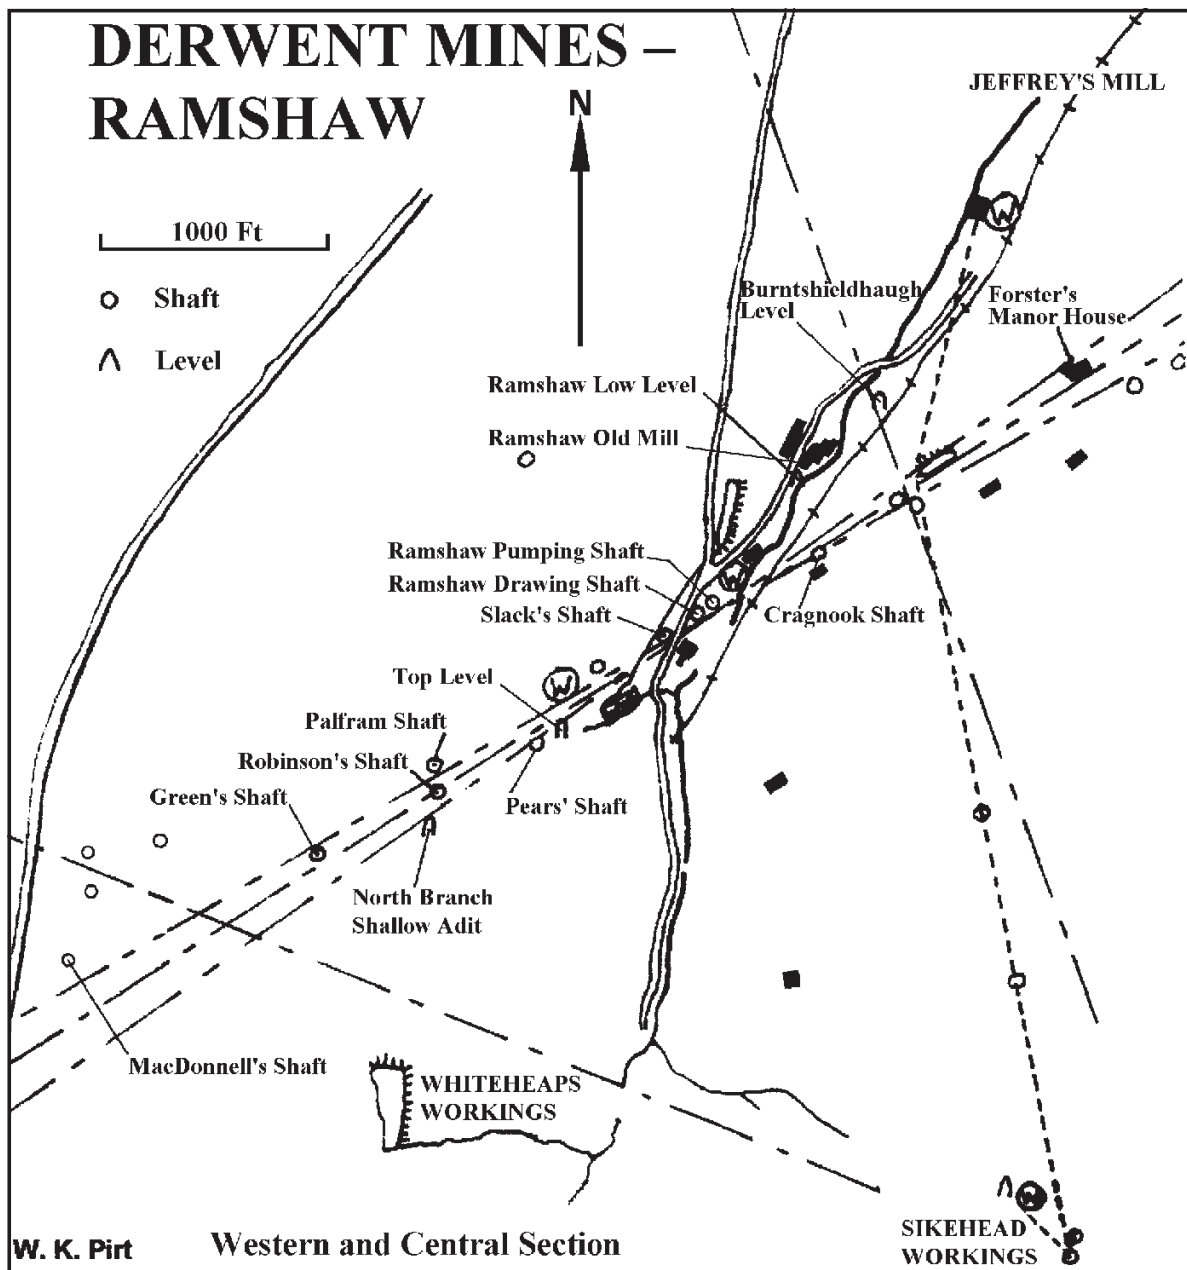 DERWENT MINES –
RAMSHAW
N
JEFFREY'S MILL
1000 Ft
Shaft
Level
W
Burntshieldhaugh
Level
Forster's
Manor House
Ramshaw Low Level
Ramshaw Old Mill
Ramshaw Pumping Shaft
Ramshaw Drawing Shaft
W
Slack's Shaft
Cragnook Shaft
Top Level
W
Palfram Shaft
Robinson's Shaft
Green's Shaft
Pears' Shaft
North Branch
Shallow Adit
MacDonnell's Shaft
WHITEHEAPS
WORKINGS
W
SIKEHEAD
WORKINGS
W. K. Pirt
Western and Central Section